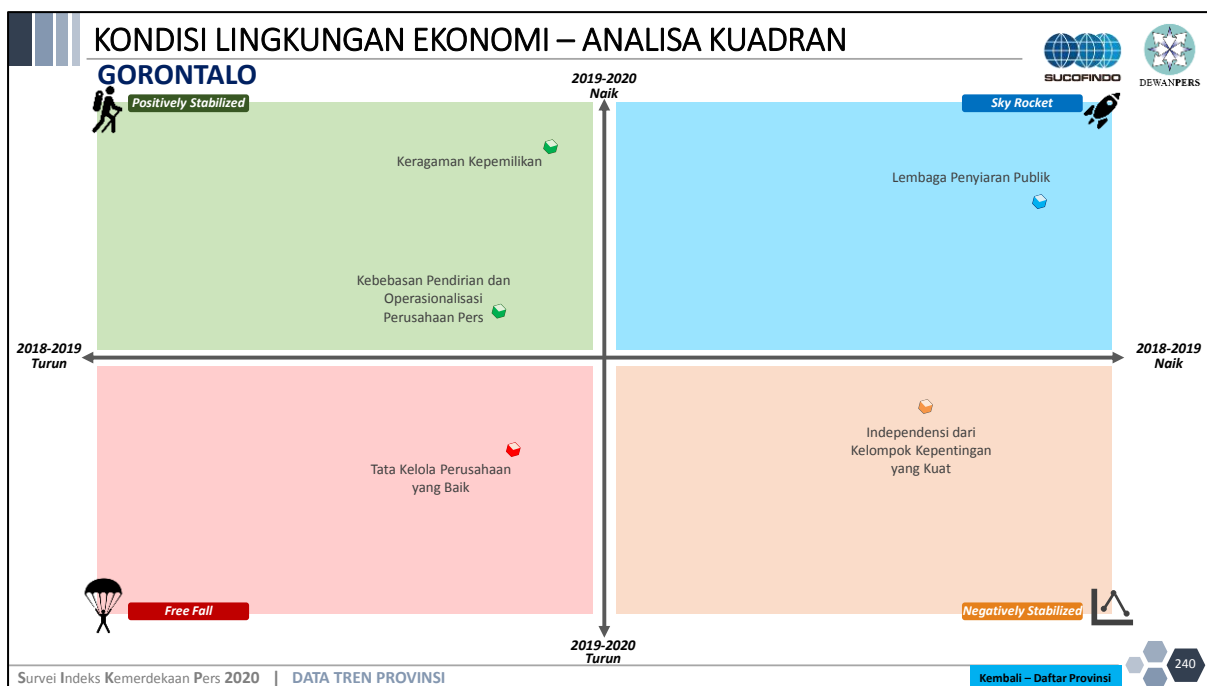 KONDISI LINGKUNGAN EKONOMI – ANALISA KUADRAN
GORONTALO
SUCOFINDO
DEWANPERS
2019-2020
Naik
Positively Stabilized
Sky Rocket
Keragaman Kepemilikan
Lembaga Penyiaran Publik
Kebebasan Pendirian dan
Operasionalisasi
Perusahaan Pers
2018-2019
Turun
2018-2019
Naik
Independensi dari
Kelompok Kepentingan
yang Kuat
Tata Kelola Perusahaan
yang Baik
Free Fall
Negatively Stabilized
2019-2020
Turun
Survei Indeks Kemerdekaan Pers 2020 | DATA TREN PROVINSI
Kembali – Daftar Provinsi
240